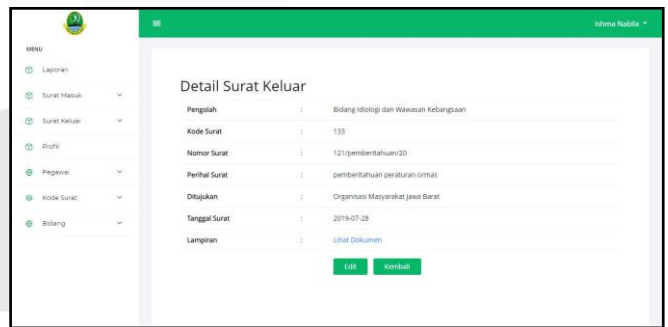 Ishma Nabila
MENU
Laporan
Surat Masuk
Surat Keluar
Profil
Pegawai
Kode Surat
Bidang
Detail Surat Keluar
Pengolah : Bidang Idiologi dan Wawasan Kebangsaan
Kode Surat : 133
Nomor Surat : 121/pemberitahuan/20
Perihal Surat : pemberitahuan peraturan ormas
Ditujukan : Organisasi Masyarakat Jawa Barat
Tanggal Surat : 2019-07-28
Lampiran : Lihat Dokumen
Edit Kembali